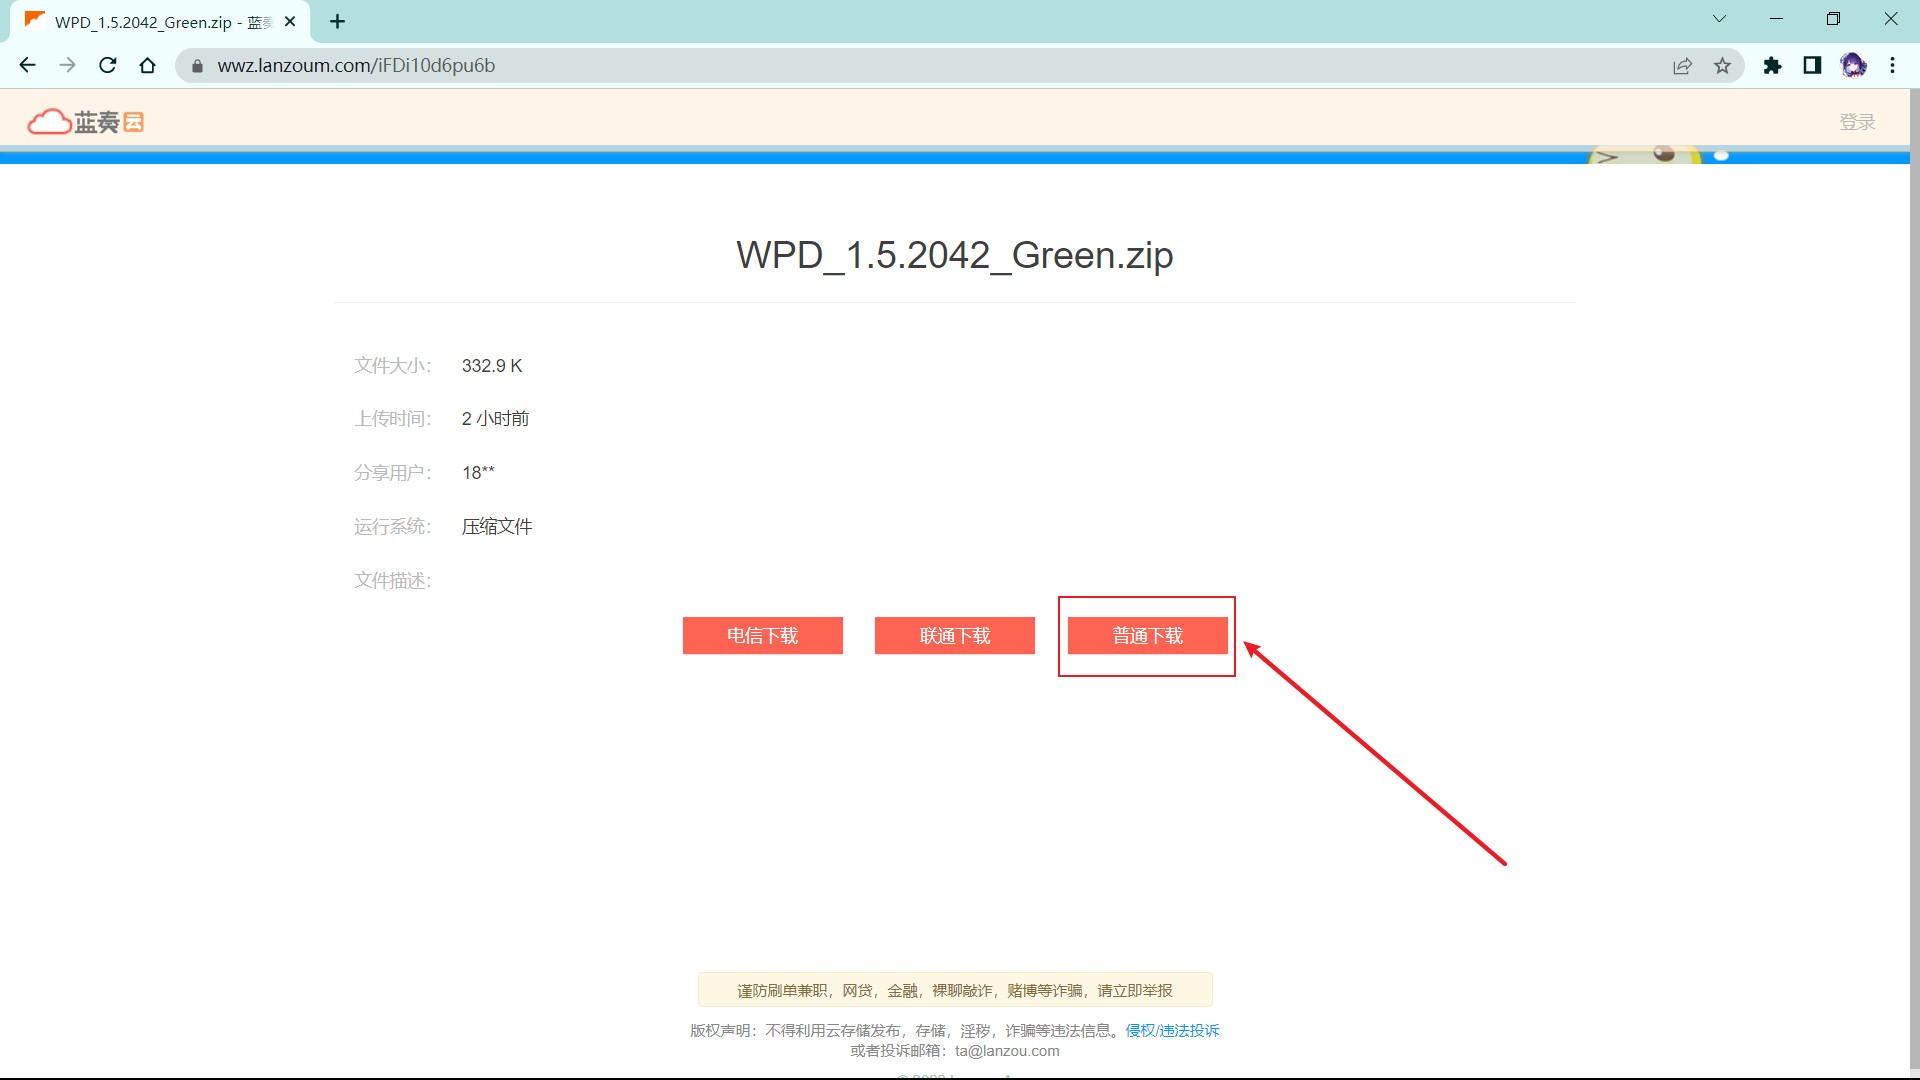 WPD_1.5.2042_Green.zip - 蓝奏
wwz.lanzoum.com/iFDi10d6pu6b
蓝奏云
登录
WPD_1.5.2042_Green.zip
文件大小： 332.9 K
上传时间： 2 小时前
分享用户： 18**
运行系统： 压缩文件
文件描述：
电信下载 联通下载 普通下载
谨防刷单兼职，网贷，金融，裸聊敲诈，赌博等诈骗，请立即举报
版权声明：不得利用云存储发布，存储，淫秽，诈骗等违法信息。侵权/违法投诉
或者投诉邮箱：ta@lanzou.com